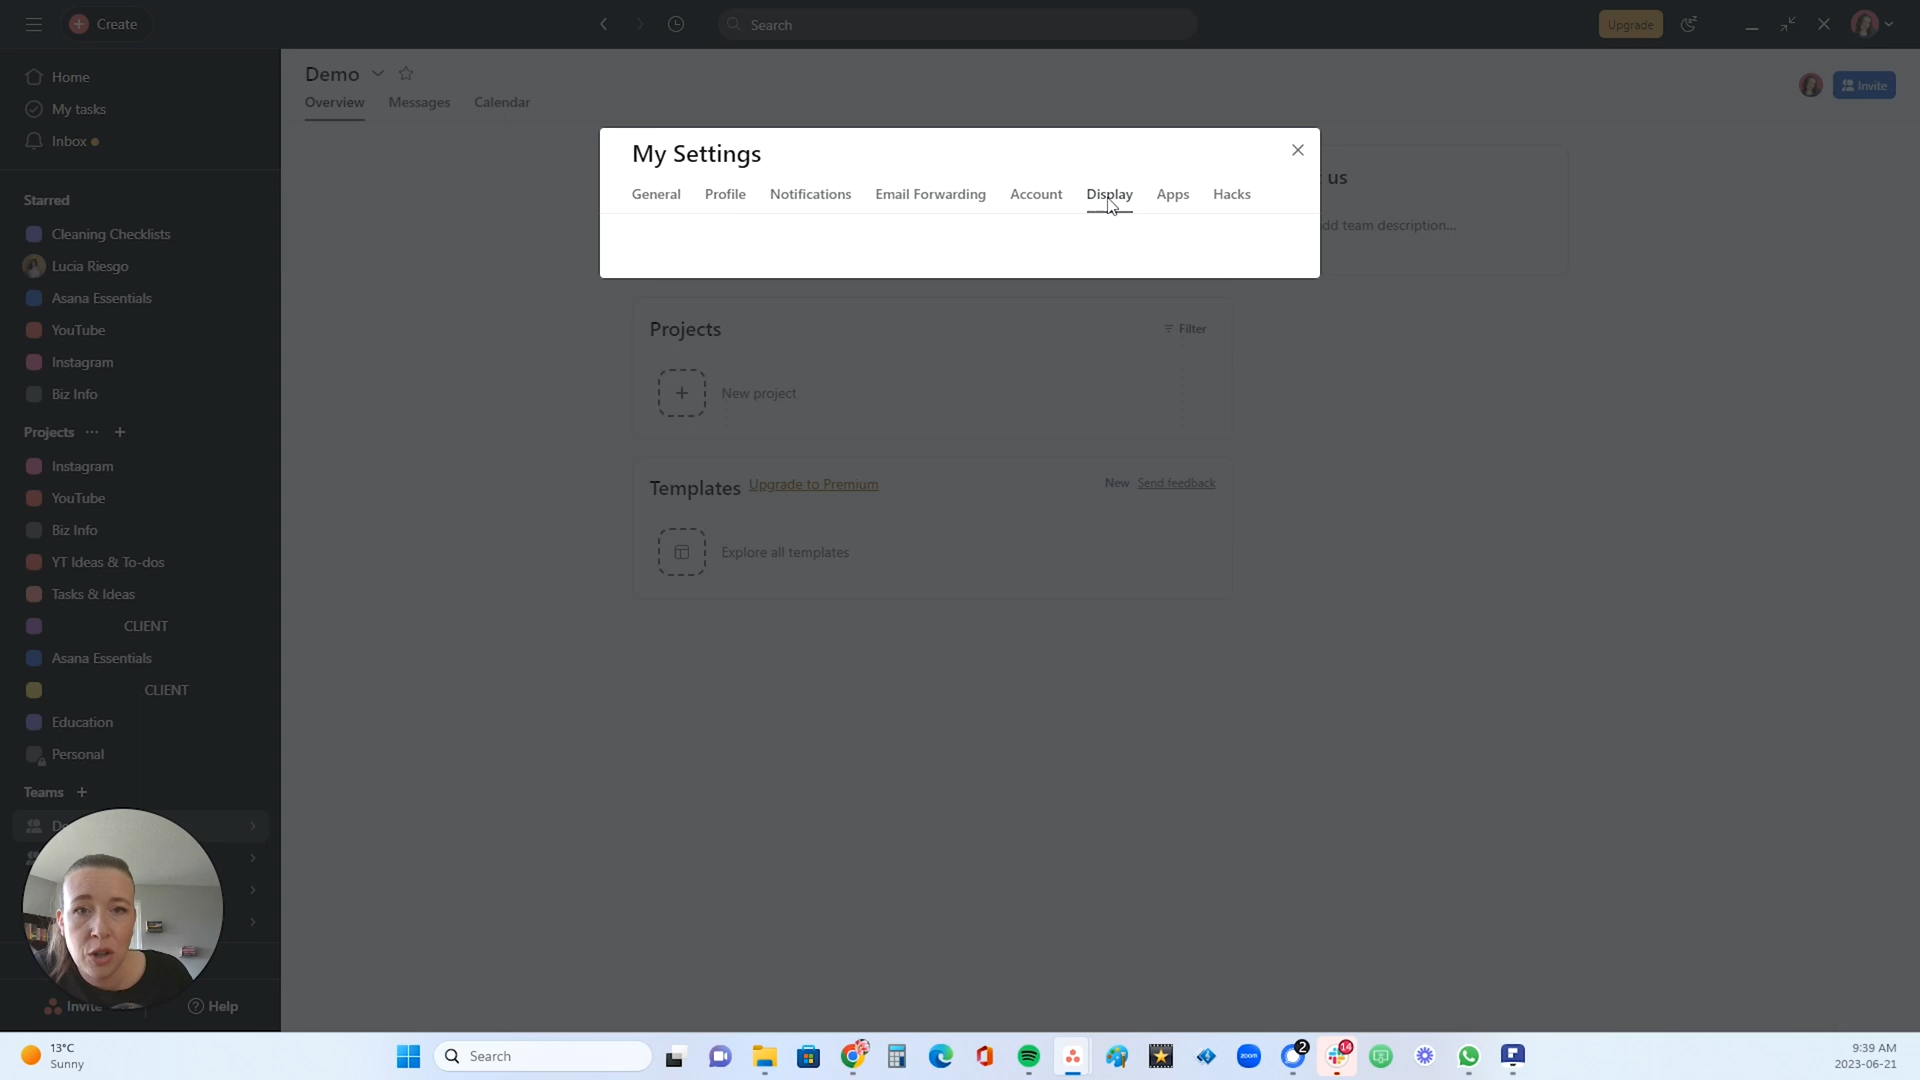 Create
Search
Upgrade
Home
My tasks
Inbox
Starred
Cleaning Checklists
Lucia Riesgo
Asana Essentials
YouTube
Instagram
Biz Info
Projects
Instagram
YouTube
Biz Info
YT Ideas & To-dos
Tasks & Ideas
CLIENT
Asana Essentials
CLIENT
Education
Personal
Teams
Invite
Help
Demo
Overview
Messages
Calendar
Invite
My Settings
General
Profile
Notifications
Email Forwarding
Account
Display
Apps
Hacks
us
dd team description...
Projects
Filter
New project
Templates
Upgrade to Premium
New
Send feedback
Explore all templates
13°C
Sunny
Search
zoom
2
14
9:39 AM
2023-06-21